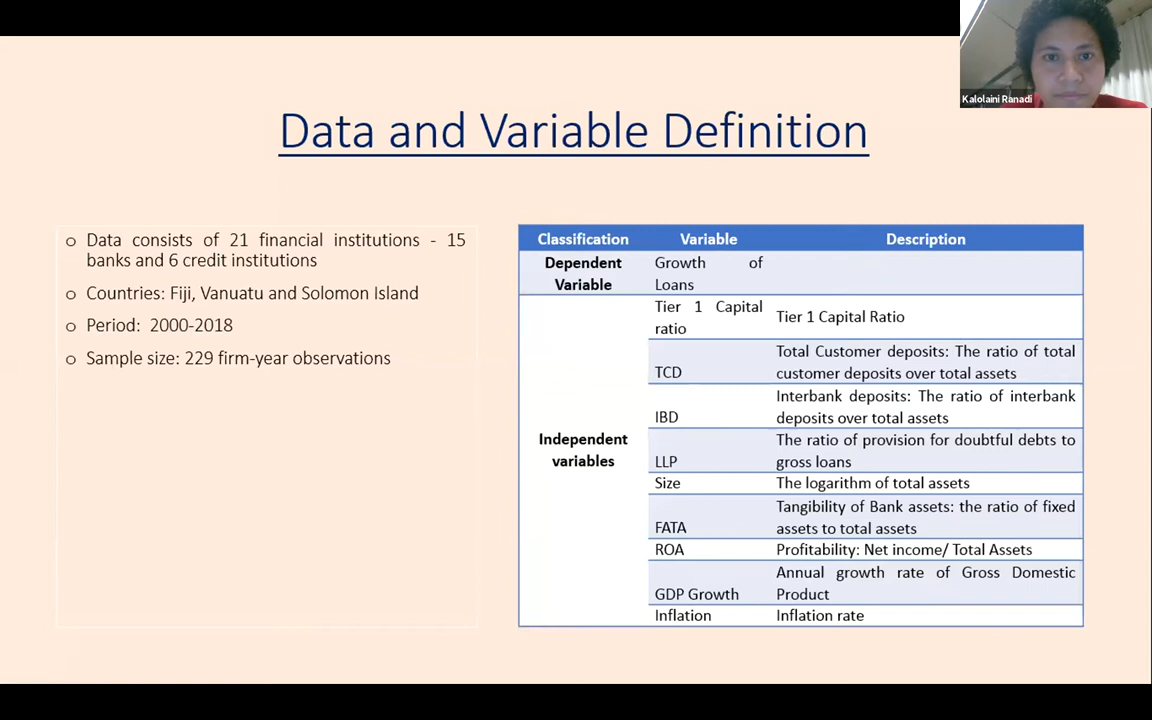 Kalolaini Ranadi
Data and Variable Definition
o Data consists of 21 financial institutions - 15
banks and 6 credit institutions
o Countries: Fiji, Vanuatu and Solomon Island
o Period: 2000-2018
o Sample size: 229 firm-year observations
Classification Variable Description
Dependent Variable
Growth of
Loans
Independent variables
Tier 1 Capital
ratio
Tier 1 Capital Ratio
TCD
Total Customer deposits: The ratio of total
customer deposits over total assets
IBD
Interbank deposits: The ratio of interbank
deposits over total assets
LLP
The ratio of provision for doubtful debts to
gross loans
Size
The logarithm of total assets
FATA
Tangibility of Bank assets: the ratio of fixed
assets to total assets
ROA
Profitability: Net income/ Total Assets
GDP Growth
Annual growth rate of Gross Domestic
Product
Inflation
Inflation rate